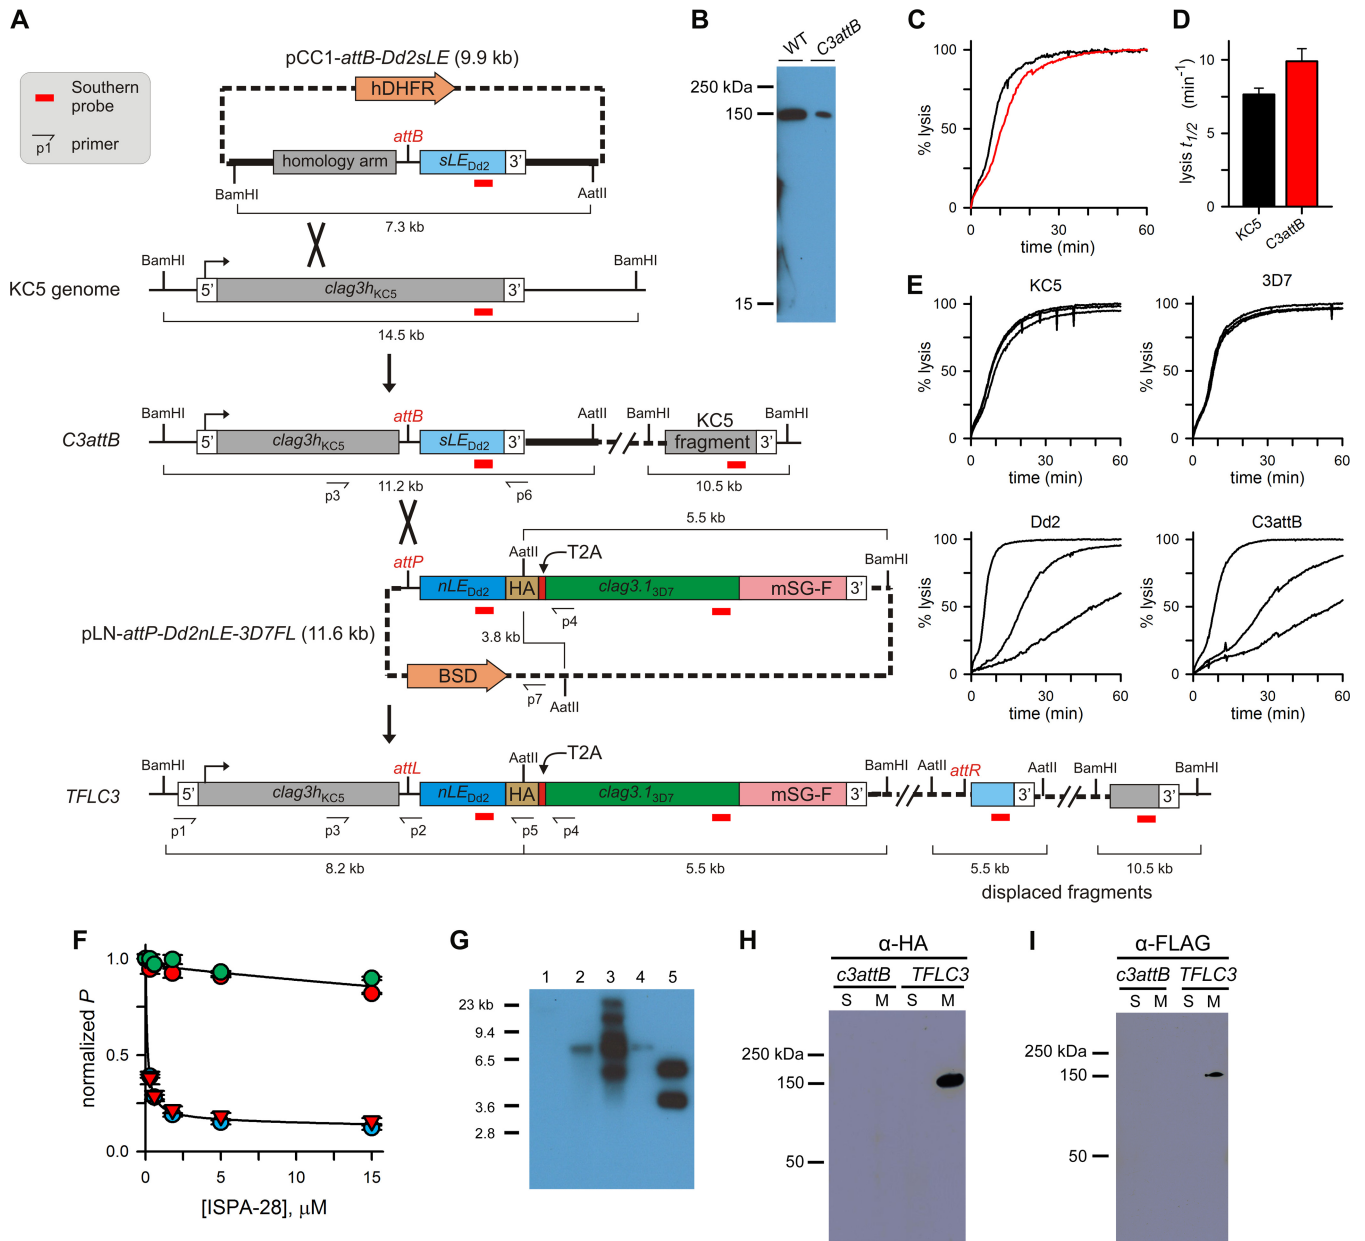 A
pCC1-attB-Dd2sLE (9.9 kb)
Southern probe
p1 primer
hDHFR
attB
homology arm
sLEDd2
3’
BamHI
AatII
7.3 kb
BamHI
BamHI
KC5 genome
5’
clag3hKC5
3’
14.5 kb
BamHI
attB
AatII
BamHI
KC5
BamHI
C3attB
5’
clag3hKC5
sLEDd2
3’
fragment
3’
p3
11.2 kb
p6
10.5 kb
5.5 kb
attP
AatII
T2A
BamHI
nLEDd2
HA
clag3.13D7
mSG-F
3’
p4
pLN-attP-Dd2nLE-3D7FL (11.6 kb)
3.8 kb
BSD
p7
AatII
BamHI
attL
AatII
T2A
BamHI
AatII
attR
AatII
BamHI
BamHI
TFLC3
5’
clag3hKC5
nLEDd2
HA
clag3.13D7
mSG-F
3’
3’
3’
p1
p3
p2
p5
p4
8.2 kb
5.5 kb
5.5 kb
10.5 kb
displaced fragments
B
WT
C3attB
250 kDa
150
15
C
100
50
0
% lysis
0
30
60
time (min)
D
10
5
0
lysis t1/2 (min−1)
KC5
C3attB
E
KC5
100
50
0
% lysis
0
30
60
time (min)
3D7
100
50
0
% lysis
0
30
60
time (min)
Dd2
100
50
0
% lysis
0
30
60
time (min)
C3attB
100
50
0
% lysis
0
30
60
time (min)
F
1.0
0.5
0.0
normalized P
0
5
10
15
[ISPA-28], μM
G
1 2 3 4 5
23 kb
9.4
6.5
3.6
2.8
H
α-HA
c3attB TFLC3
S M S M
250 kDa
150
50
I
α-FLAG
c3attB TFLC3
S M S M
250 kDa
150
50